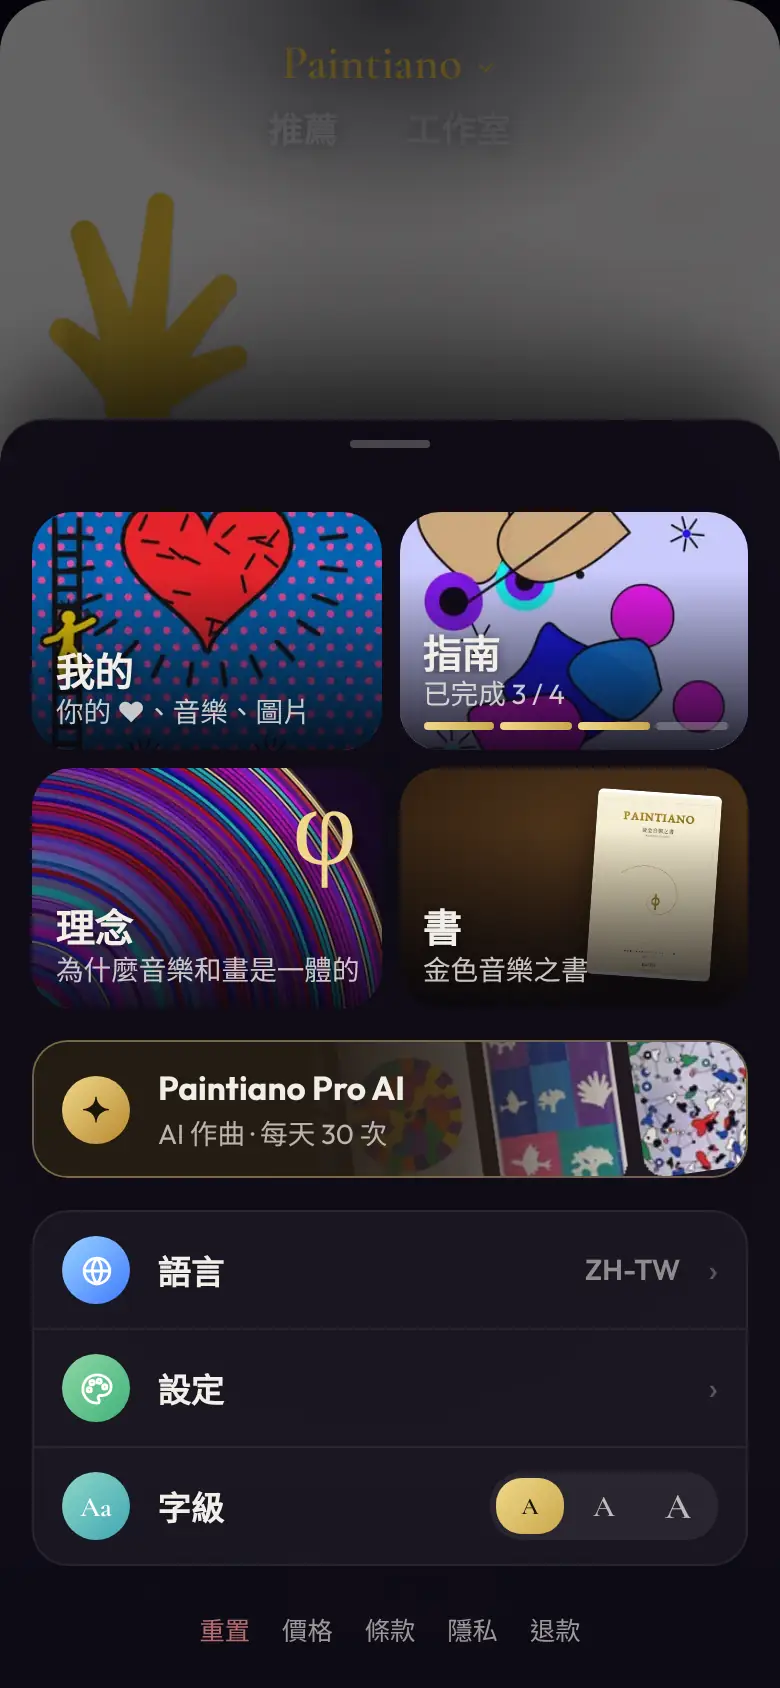 Paintiano
推薦 工作室
我的
你的 ♥、音樂、圖片
指南
已完成 3 / 4
φ
理念
為什麼音樂和畫是一體的
PAINTIANO
φ
書
金色音樂之書
Paintiano Pro AI
AI 作曲 · 每天 30 次
語言 ZH-TW ›
設定 ›
Aa 字級 A A A
重置 價格 條款 隱私 退款